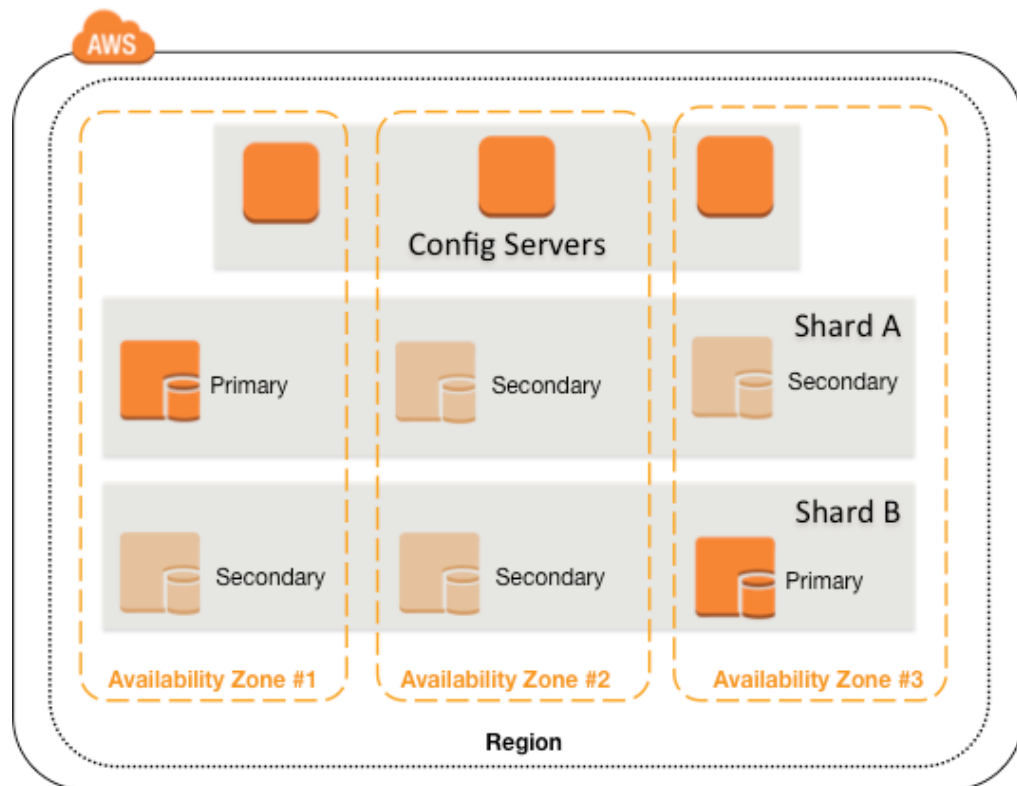 AWS
Config Servers
Shard A
Primary
Secondary
Secondary
Shard B
Secondary
Secondary
Primary
Availability Zone #1
Availability Zone #2
Availability Zone #3
Region